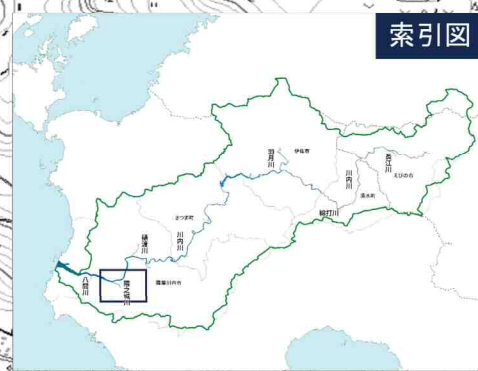 索引図
羽月川
伊佐市
川内川
長江川
えびの市
湧水町
綿打川
さつま町
樋渡川
川内川
薩摩川内市
隈之城川
八間川